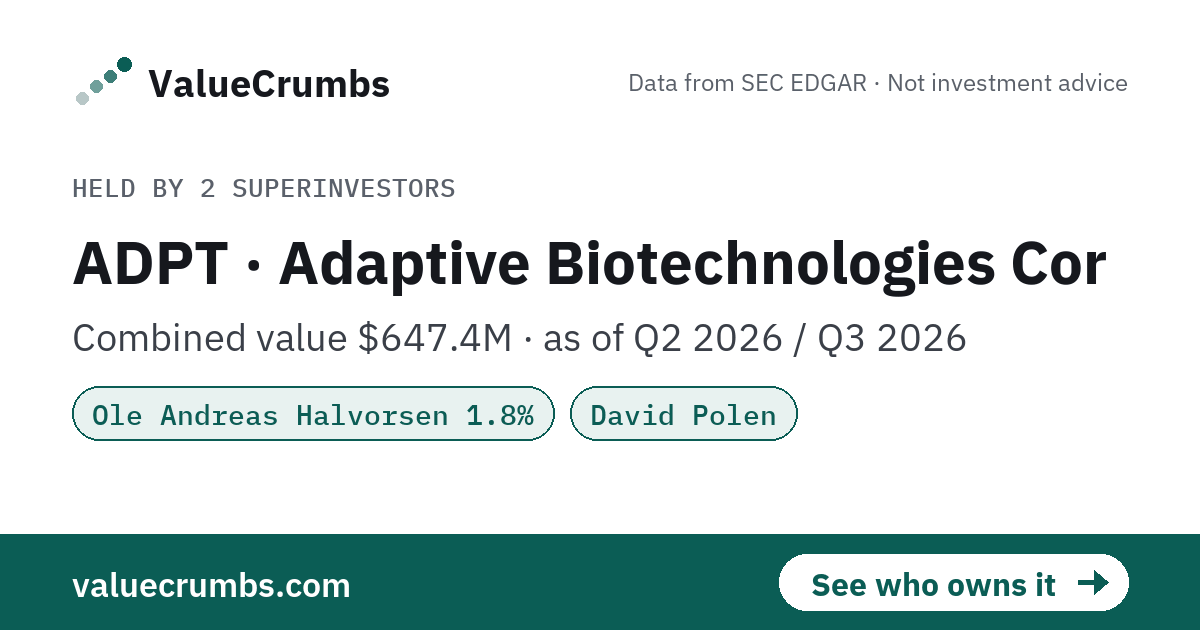 ValueCrumbs
Data from SEC EDGAR · Not investment advice
HELD BY 2 SUPERINVESTORS
ADPT · Adaptive Biotechnologies Cor
Combined value $647.4M · as of Q2 2026 / Q3 2026
Ole Andreas Halvorsen 1.8%
David Polen
valuecrumbs.com
See who owns it →